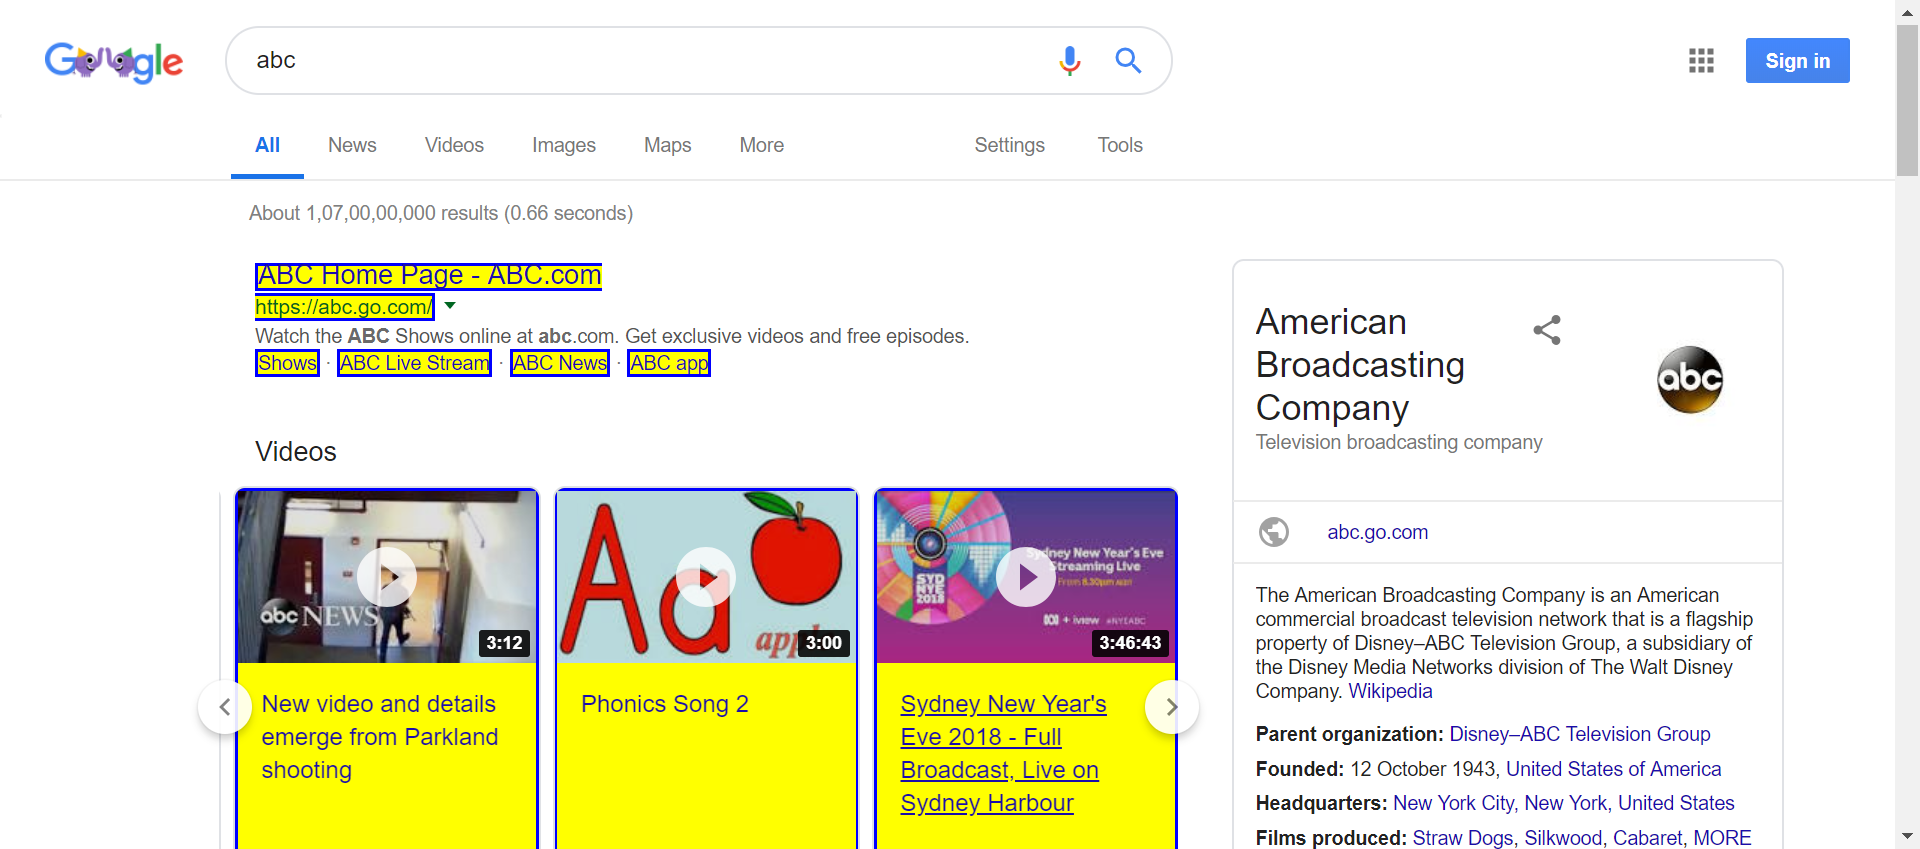 Google
abc
Sign in
All News Videos Images Maps More Settings Tools
About 1,07,00,00,000 results (0.66 seconds)
ABC Home Page - ABC.com
https://abc.go.com/
Watch the ABC Shows online at abc.com. Get exclusive videos and free episodes.
Shows · ABC Live Stream · ABC News · ABC app
Videos
abc NEWS
3:12
New video and details
emerge from Parkland
shooting
Aa
apple
3:00
Phonics Song 2
SYD
NYE
2018
Sydney New Year's Eve
Streaming Live
From 8.30pm AEDT
+ iview #NYEABC
3:46:43
Sydney New Year's
Eve 2018 - Full
Broadcast, Live on
Sydney Harbour
American
Broadcasting
Company
Television broadcasting company
abc
abc.go.com
The American Broadcasting Company is an American
commercial broadcast television network that is a flagship
property of Disney–ABC Television Group, a subsidiary of
the Disney Media Networks division of The Walt Disney
Company. Wikipedia
Parent organization: Disney–ABC Television Group
Founded: 12 October 1943, United States of America
Headquarters: New York City, New York, United States
Films produced: Straw Dogs, Silkwood, Cabaret, MORE